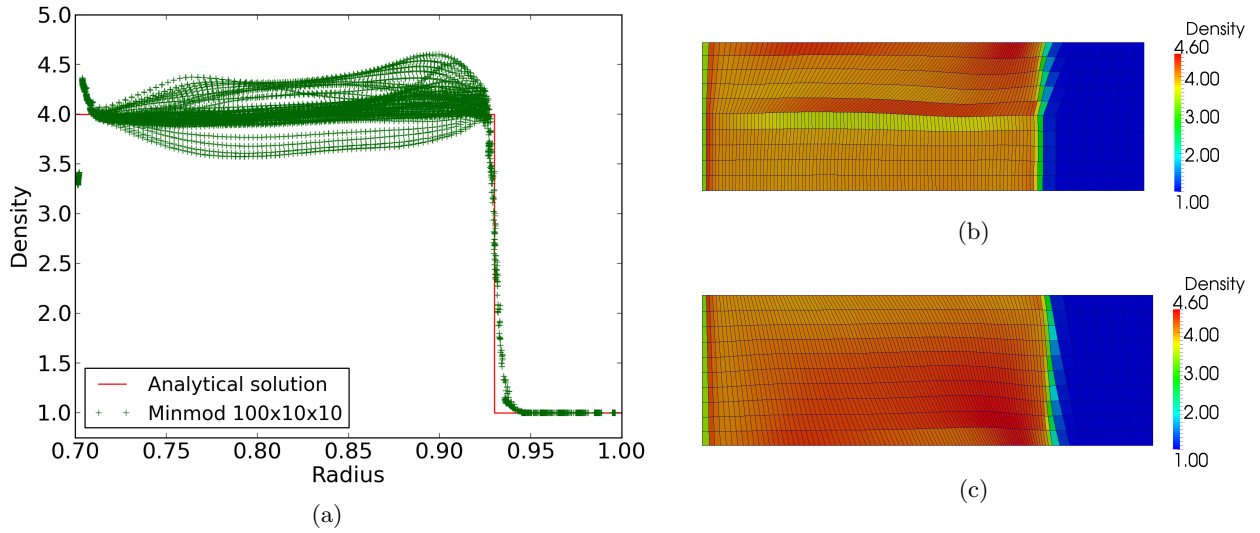 5.0
4.5
4.0
3.5
3.0
2.5
2.0
1.5
1.0
Density
Analytical solution
Minmod 100x10x10
0.70 0.75 0.80 0.85 0.90 0.95 1.00
Radius
(a)
Density
4.60
4.00
3.00
2.00
1.00
(b)
Density
4.60
4.00
3.00
2.00
1.00
(c)